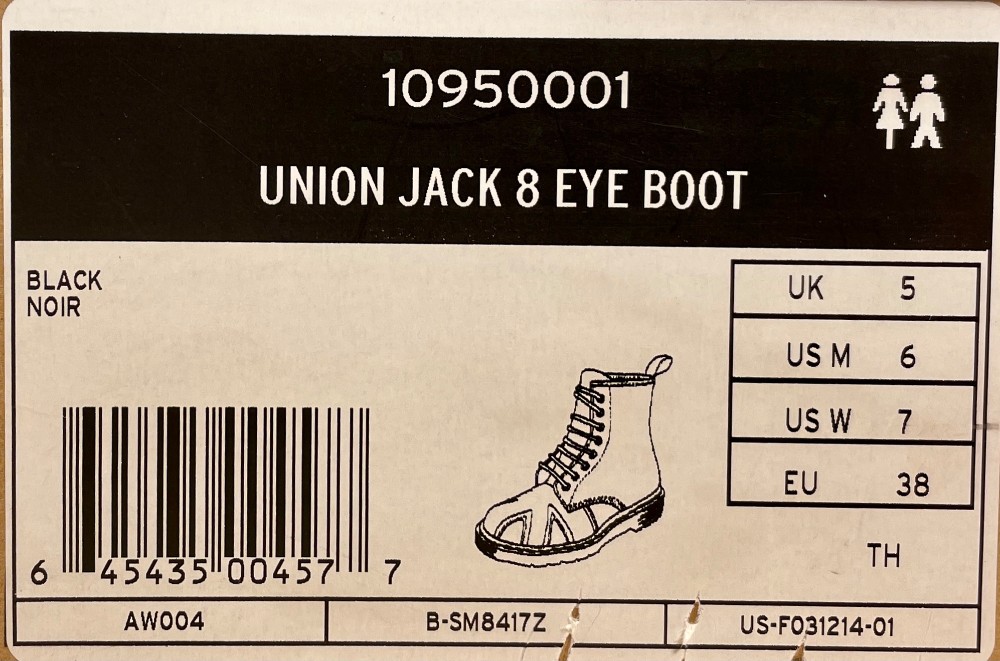 10950001
UNION JACK 8 EYE BOOT
BLACK
NOIR
UK 5
US M 6
US W 7
EU 38
TH
6 45435 00457 7
AW004 B-SM8417Z US-F031214-01